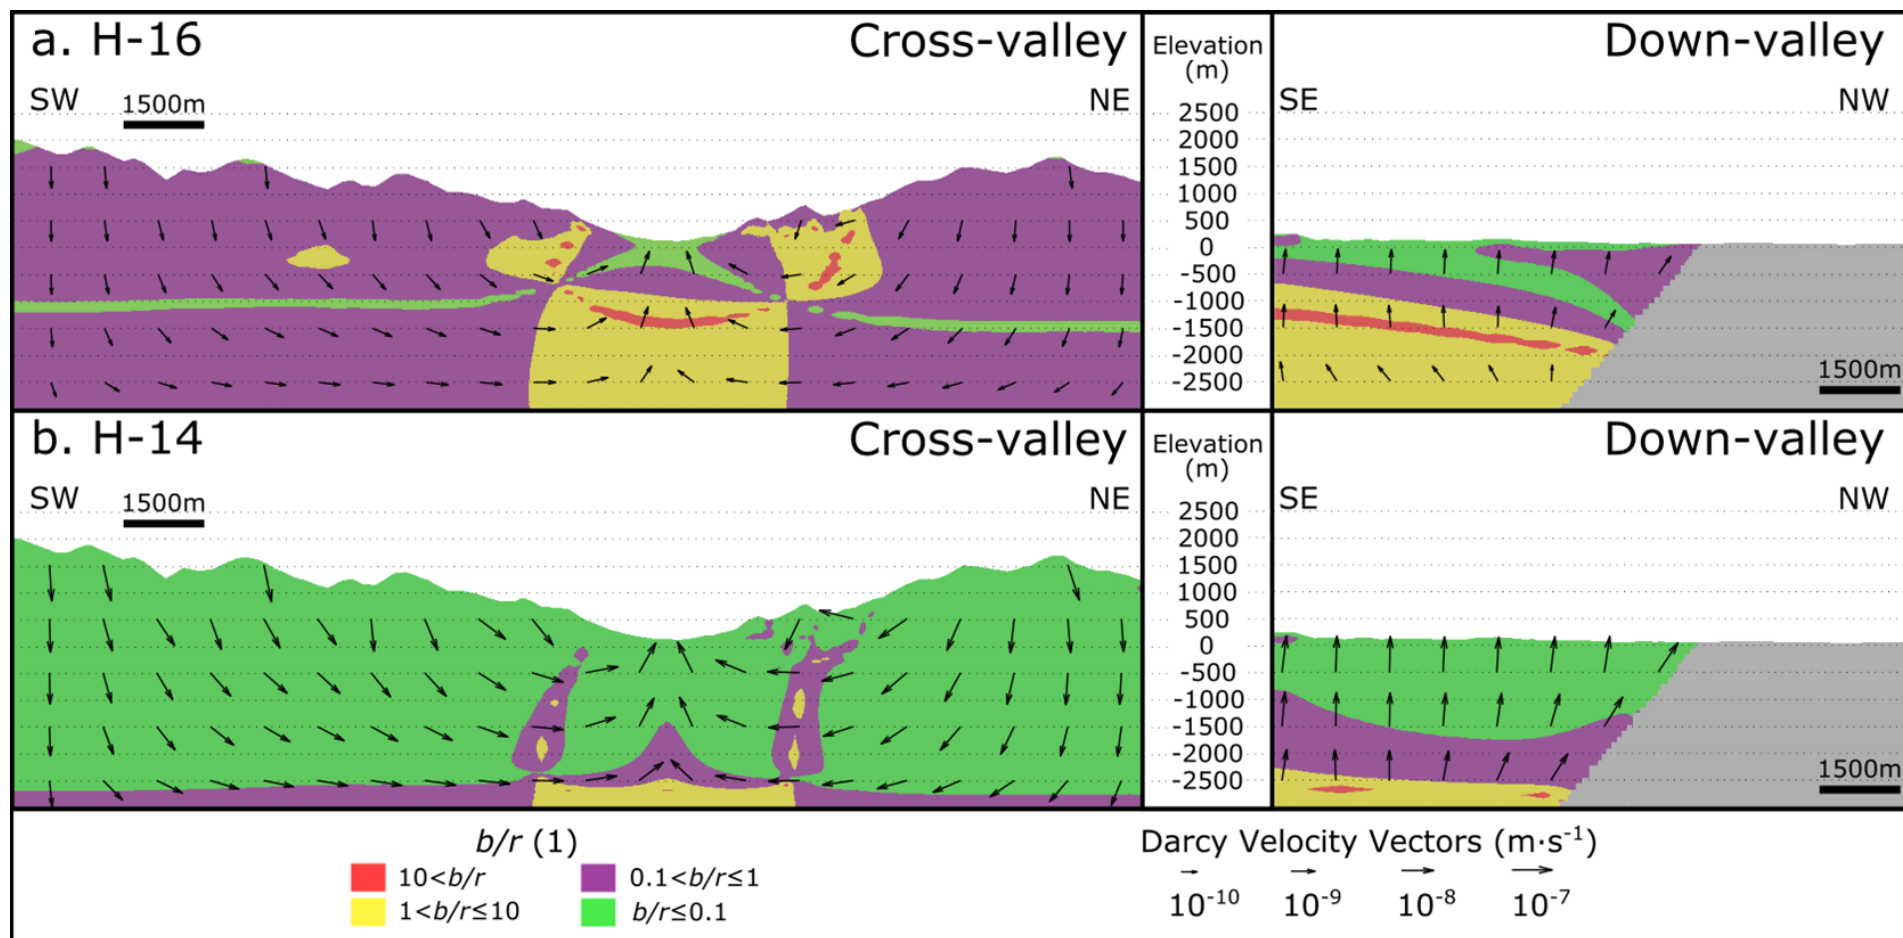 a. H-16
Cross-valley
SW
1500m
NE
Elevation
(m)
2500
2000
1500
1000
500
0
-500
-1000
-1500
-2000
-2500
Down-valley
SE
NW
1500m
b. H-14
Cross-valley
SW
1500m
NE
Elevation
(m)
2500
2000
1500
1000
500
0
-500
-1000
-1500
-2000
-2500
Down-valley
SE
NW
1500m
b/r (1)
10<b/r
0.1<b/r≤1
1<b/r≤10
b/r≤0.1
Darcy Velocity Vectors (m·s⁻¹)
10⁻¹⁰ 10⁻⁹ 10⁻⁸ 10⁻⁷